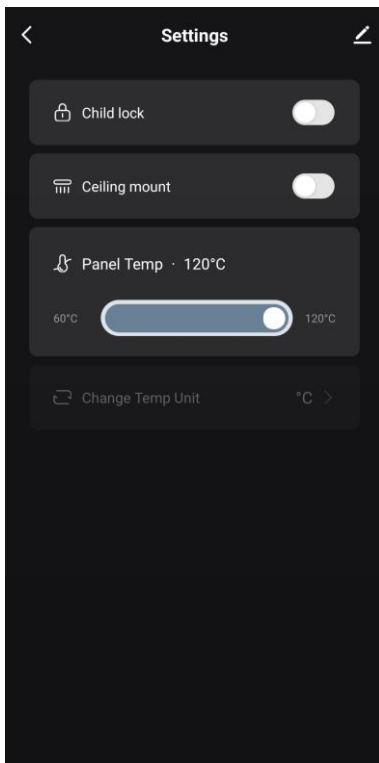 Settings
Child lock
Ceiling mount
Panel Temp · 120°C
60°C 120°C
Change Temp Unit °C